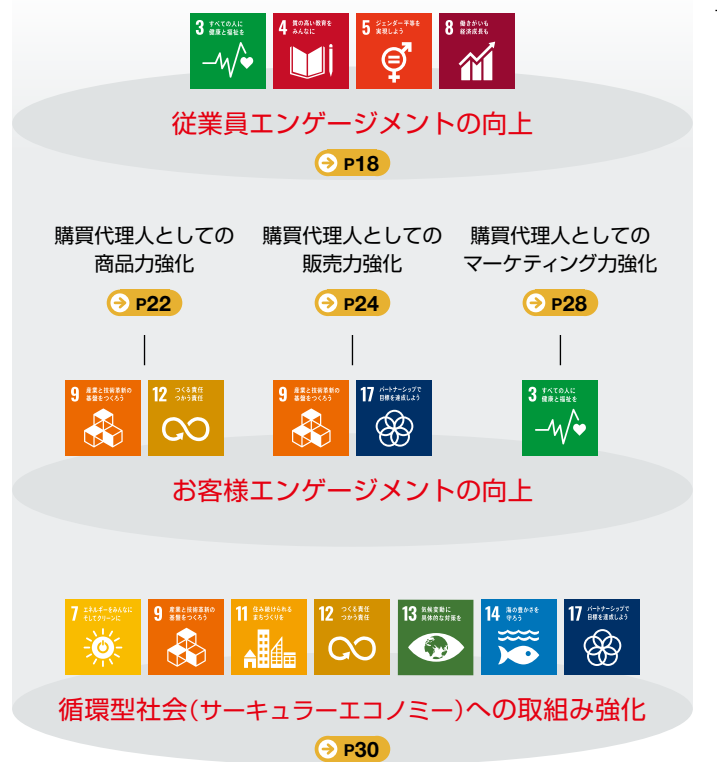 3 すべての人に
健康と福祉を
4 質の高い教育を
みんなに
5 ジェンダー平等を
実現しよう
8 働きがいも
経済成長も
従業員エンゲージメントの向上
P18
購買代理人としての
商品力強化
P22
購買代理人としての
販売力強化
P24
購買代理人としての
マーケティング力強化
P28
9 産業と技術革新の
基盤をつくろう
12 つくる責任
つかう責任
9 産業と技術革新の
基盤をつくろう
17 パートナーシップで
目標を達成しよう
3 すべての人に
健康と福祉を
お客様エンゲージメントの向上
7 エネルギーをみんなに
そしてクリーンに
9 産業と技術革新の
基盤をつくろう
11 住み続けられる
まちづくりを
12 つくる責任
つかう責任
13 気候変動に
具体的な対策を
14 海の豊かさを
守ろう
17 パートナーシップで
目標を達成しよう
循環型社会(サーキュラーエコノミー)への取組み強化
P30